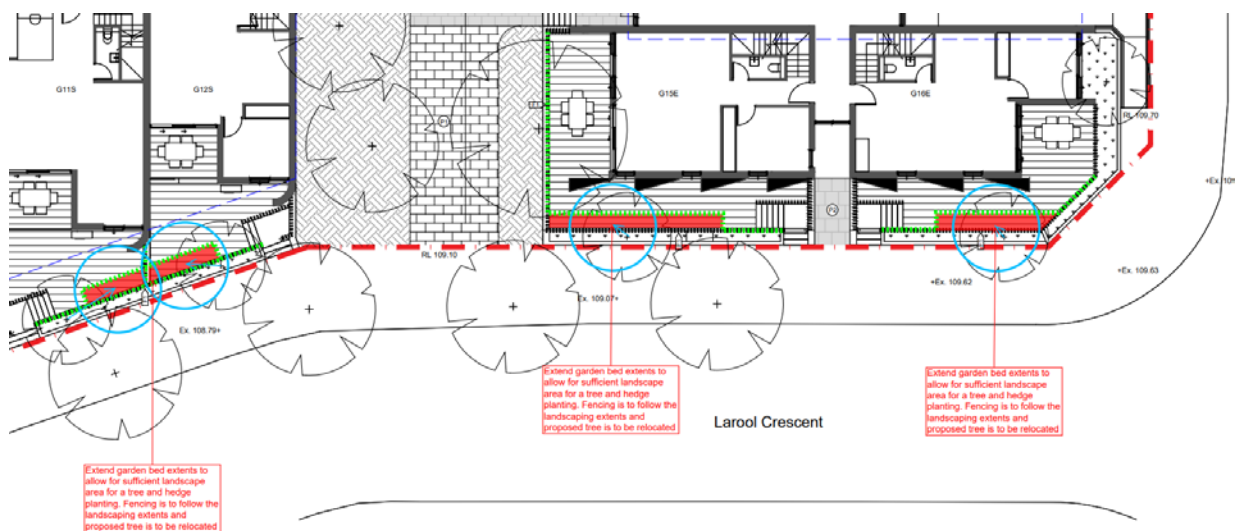 G11S
G12S
P1
G15E
G16E
RL 109.70
P2
RL 109.10
+Ex. 109.63
Ex. 109.07+
+Ex. 109.62
Ex. 108.79+
Extend garden bed extents to
allow for sufficient landscape
area for a tree and hedge
planting. Fencing is to follow the
landscaping extents and
proposed tree is to be relocated
Extend garden bed extents to
allow for sufficient landscape
area for a tree and hedge
planting. Fencing is to follow the
landscaping extents and
proposed tree is to be relocated
Larool Crescent
Extend garden bed extents to
allow for sufficient landscape
area for a tree and hedge
planting. Fencing is to follow the
landscaping extents and
proposed tree is to be relocated